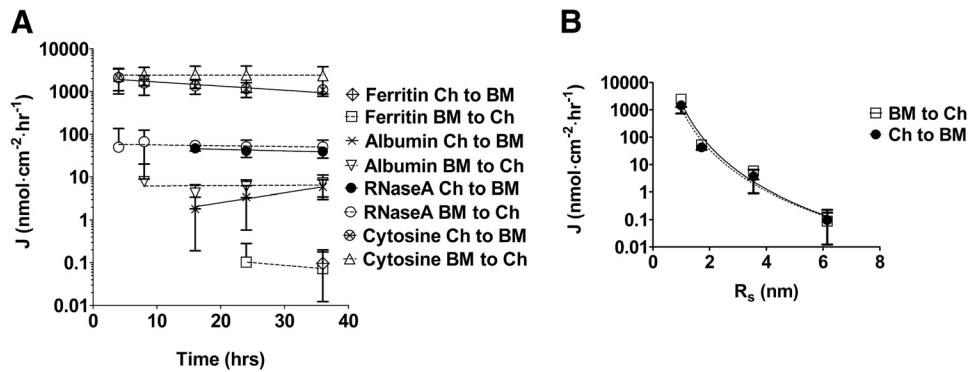 A
J (nmol·cm⁻²·hr⁻¹)
10000
1000
100
10
1
0.1
0.01
0 10 20 30 40
Time (hrs)
Ferritin Ch to BM
Ferritin BM to Ch
Albumin Ch to BM
Albumin BM to Ch
RNaseA Ch to BM
RNaseA BM to Ch
Cytosine Ch to BM
Cytosine BM to Ch
B
J (nmol·cm⁻²·hr⁻¹)
10000
1000
100
10
1
0.1
0.01
0 2 4 6 8
Rₛ (nm)
BM to Ch
Ch to BM